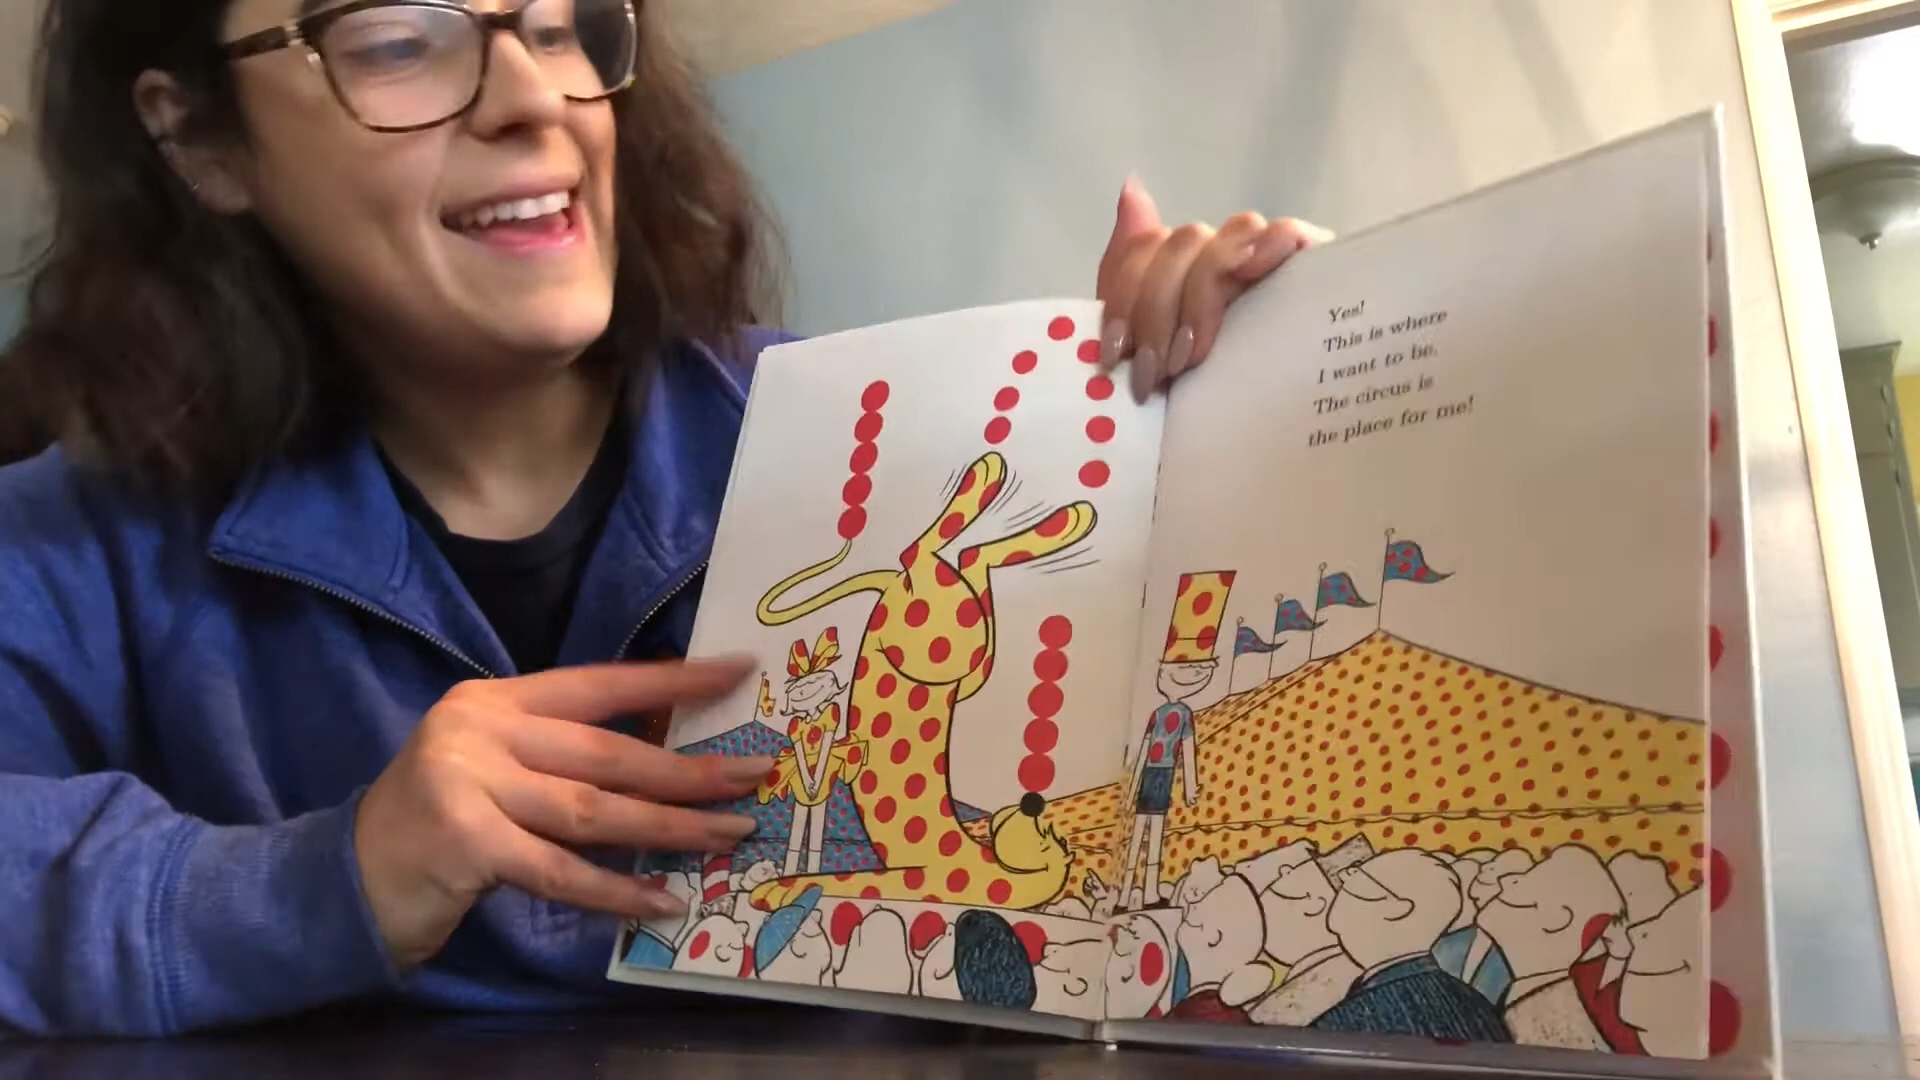 Yes!
This is where
I want to be.
The circus is
the place for me!